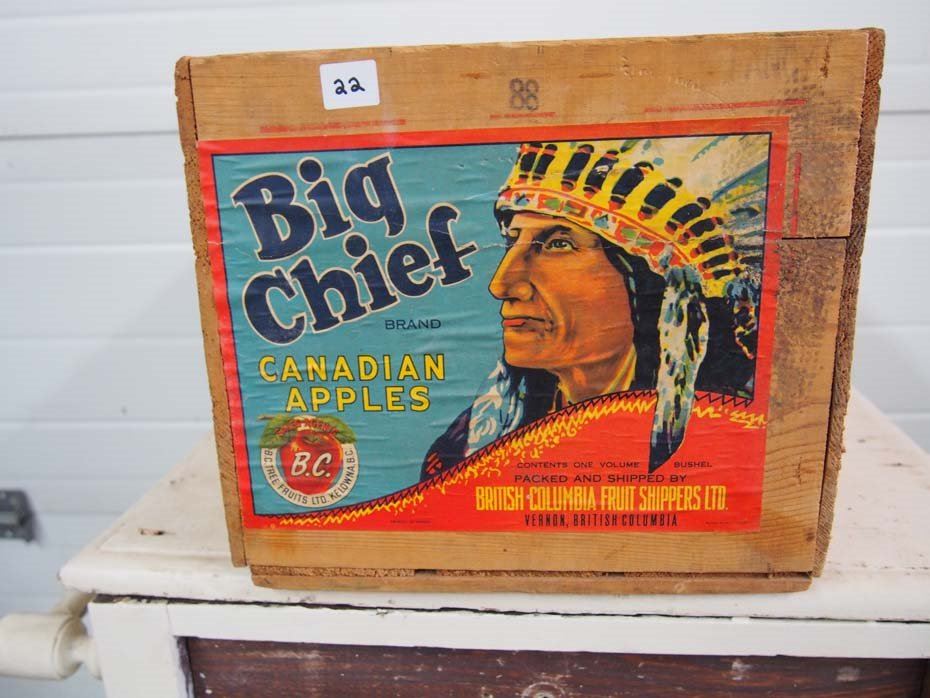 22
88
Big
Chief
BRAND
CANADIAN
APPLES
B.C.
B.C. TREE FRUITS LTD. KELOWNA, B.C.
CONTENTS ONE VOLUME BUSHEL
PACKED AND SHIPPED BY
BRITISH-COLUMBIA FRUIT SHIPPERS LTD.
VERNON, BRITISH COLUMBIA